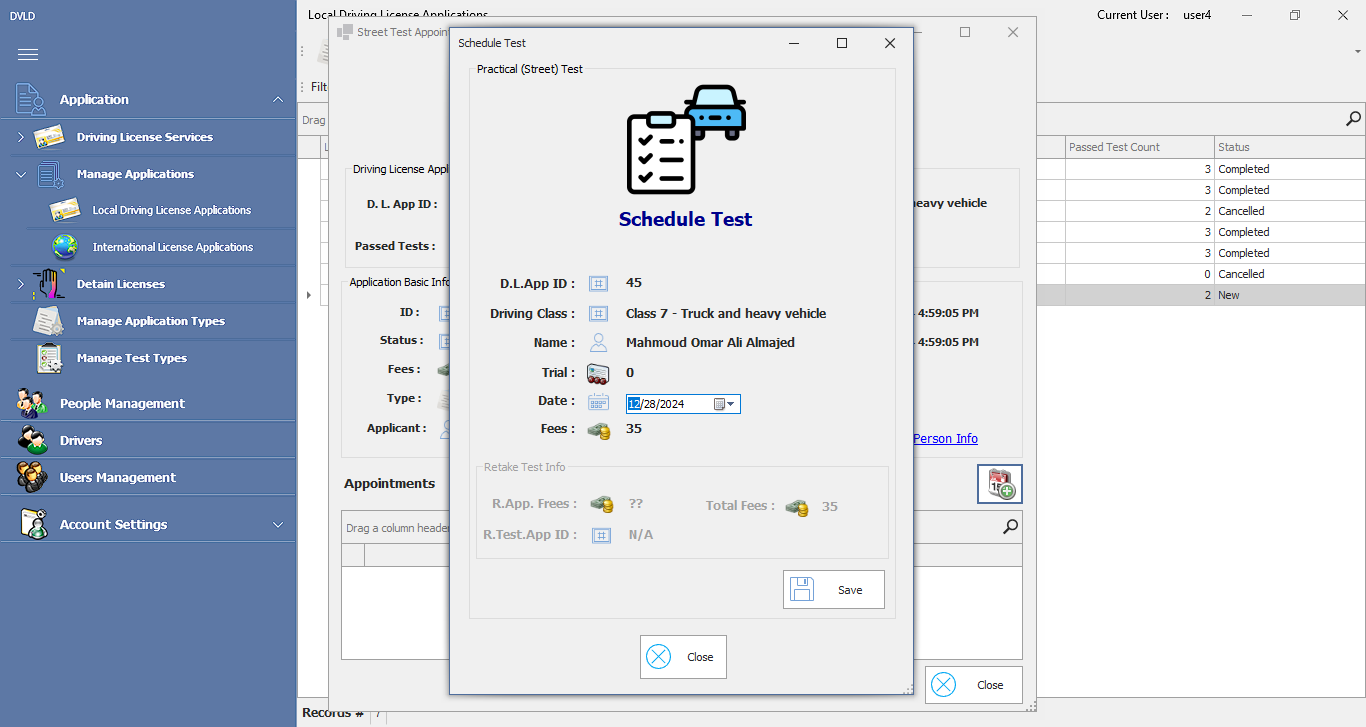 DVLD
Application
Driving License Services
Manage Applications
Local Driving License Applications
International License Applications
Detain Licenses
Manage Application Types
Manage Test Types
People Management
Drivers
Users Management
Account Settings
Local Driving License Applications
Current User : user4
Filt
Drag
Passed Test Count Status
3 Completed
3 Completed
2 Cancelled
3 Completed
3 Completed
0 Cancelled
2 New
Records # 7
Street Test Appoin
Driving License Appl
D. L. App ID :
heavy vehicle
Passed Tests :
Application Basic Info
ID :
4:59:05 PM
Status :
4:59:05 PM
Fees :
Type :
Applicant :
Person Info
Appointments
Drag a column header
Close
Schedule Test
Practical (Street) Test
Schedule Test
D.L.App ID : 45
Driving Class : Class 7 - Truck and heavy vehicle
Name : Mahmoud Omar Ali Almajed
Trial : 0
Date : 12/28/2024
Fees : 35
Retake Test Info
R.App. Frees : ??
Total Fees : 35
R.Test.App ID : N/A
Save
Close